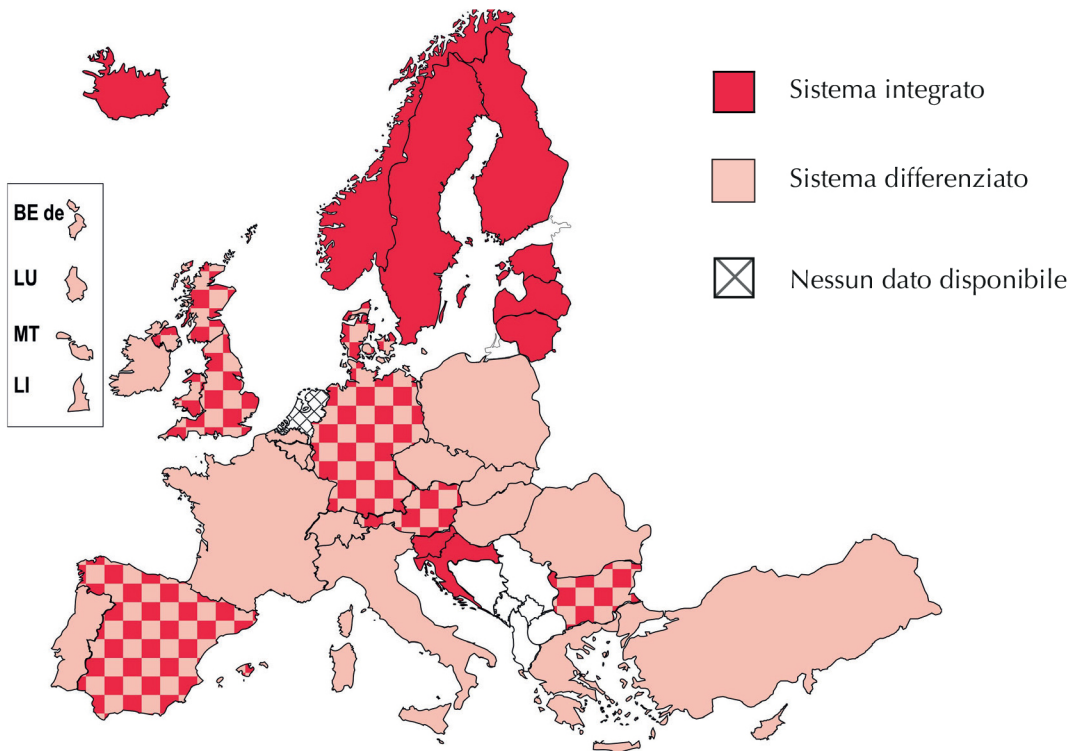 Sistema integrato
Sistema differenziato
Nessun dato disponibile
BE de
LU
MT
LI